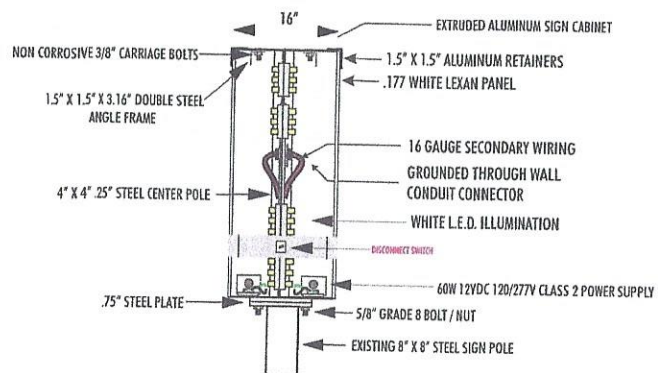 16"
EXTRUDED ALUMINUM SIGN CABINET
NON CORROSIVE 3/8" CARRIAGE BOLTS
1.5" X 1.5" ALUMINUM RETAINERS
.177 WHITE LEXAN PANEL
1.5" X 1.5" X 3.16" DOUBLE STEEL
ANGLE FRAME
16 GAUGE SECONDARY WIRING
GROUNDED THROUGH WALL
CONDUIT CONNECTOR
4" X 4" .25" STEEL CENTER POLE
WHITE L.E.D. ILLUMINATION
DISCONNECT SWITCH
60W 12VDC 120/277V CLASS 2 POWER SUPPLY
.75" STEEL PLATE
5/8" GRADE 8 BOLT / NUT
EXISTING 8" X 8" STEEL SIGN POLE